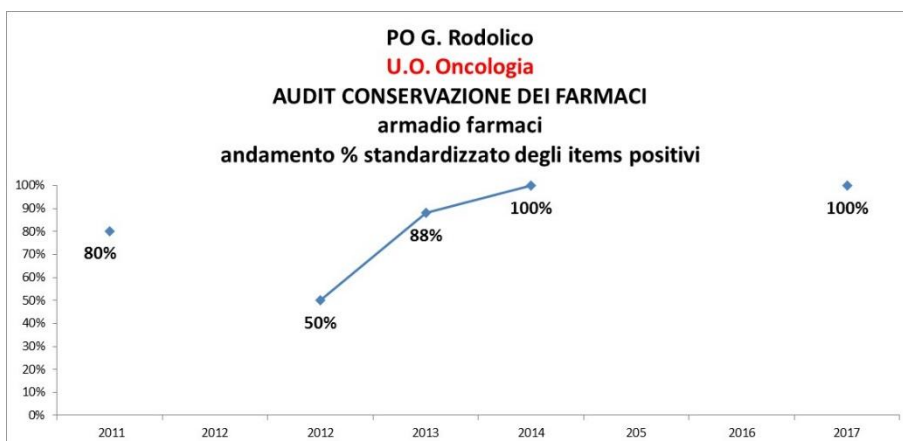 PO G. Rodolico
U.O. Oncologia
AUDIT CONSERVAZIONE DEI FARMACI
armadio farmaci
andamento % standardizzato degli items positivi
100%
90%
80%
70%
60%
50%
40%
30%
20%
10%
0%
80%
50%
88%
100%
100%
2011 2012 2012 2013 2014 205 2016 2017